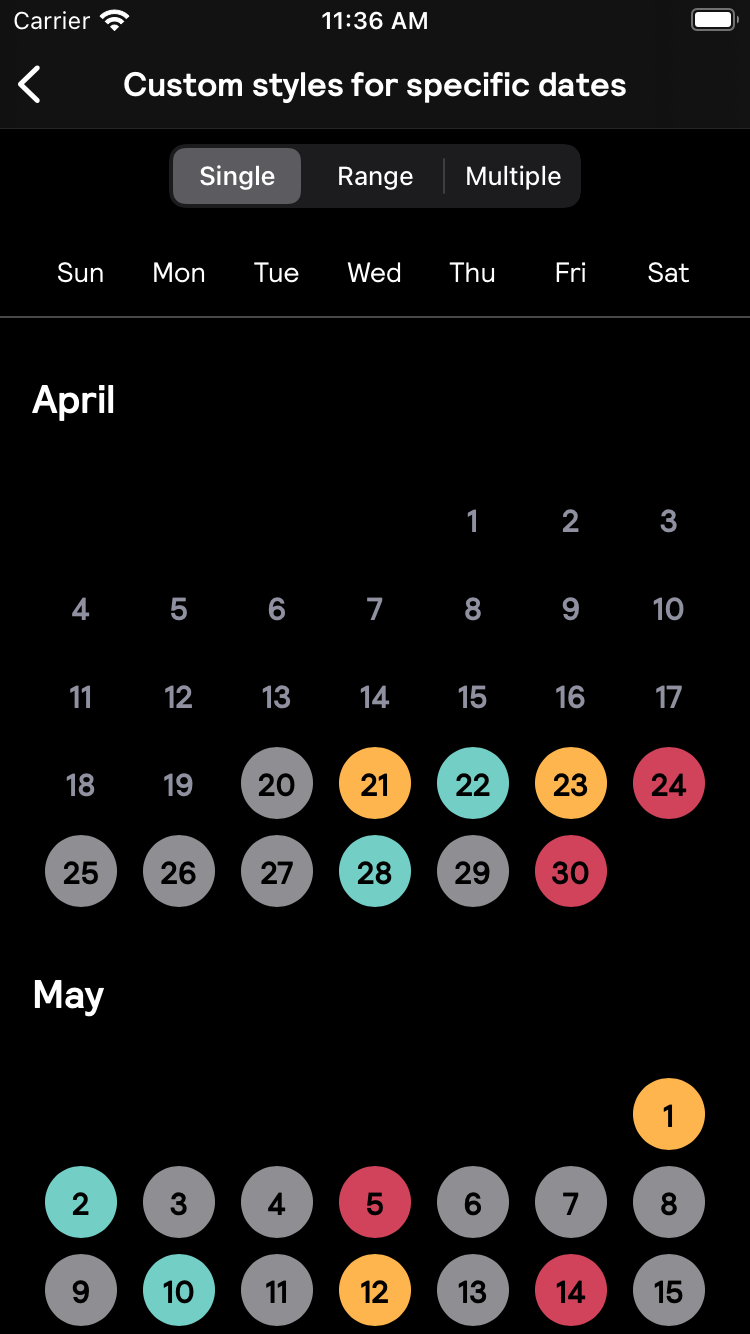 Carrier 11:36 AM
Custom styles for specific dates
Single Range Multiple
Sun Mon Tue Wed Thu Fri Sat
April
1 2 3
4 5 6 7 8 9 10
11 12 13 14 15 16 17
18 19 20 21 22 23 24
25 26 27 28 29 30
May
1
2 3 4 5 6 7 8
9 10 11 12 13 14 15